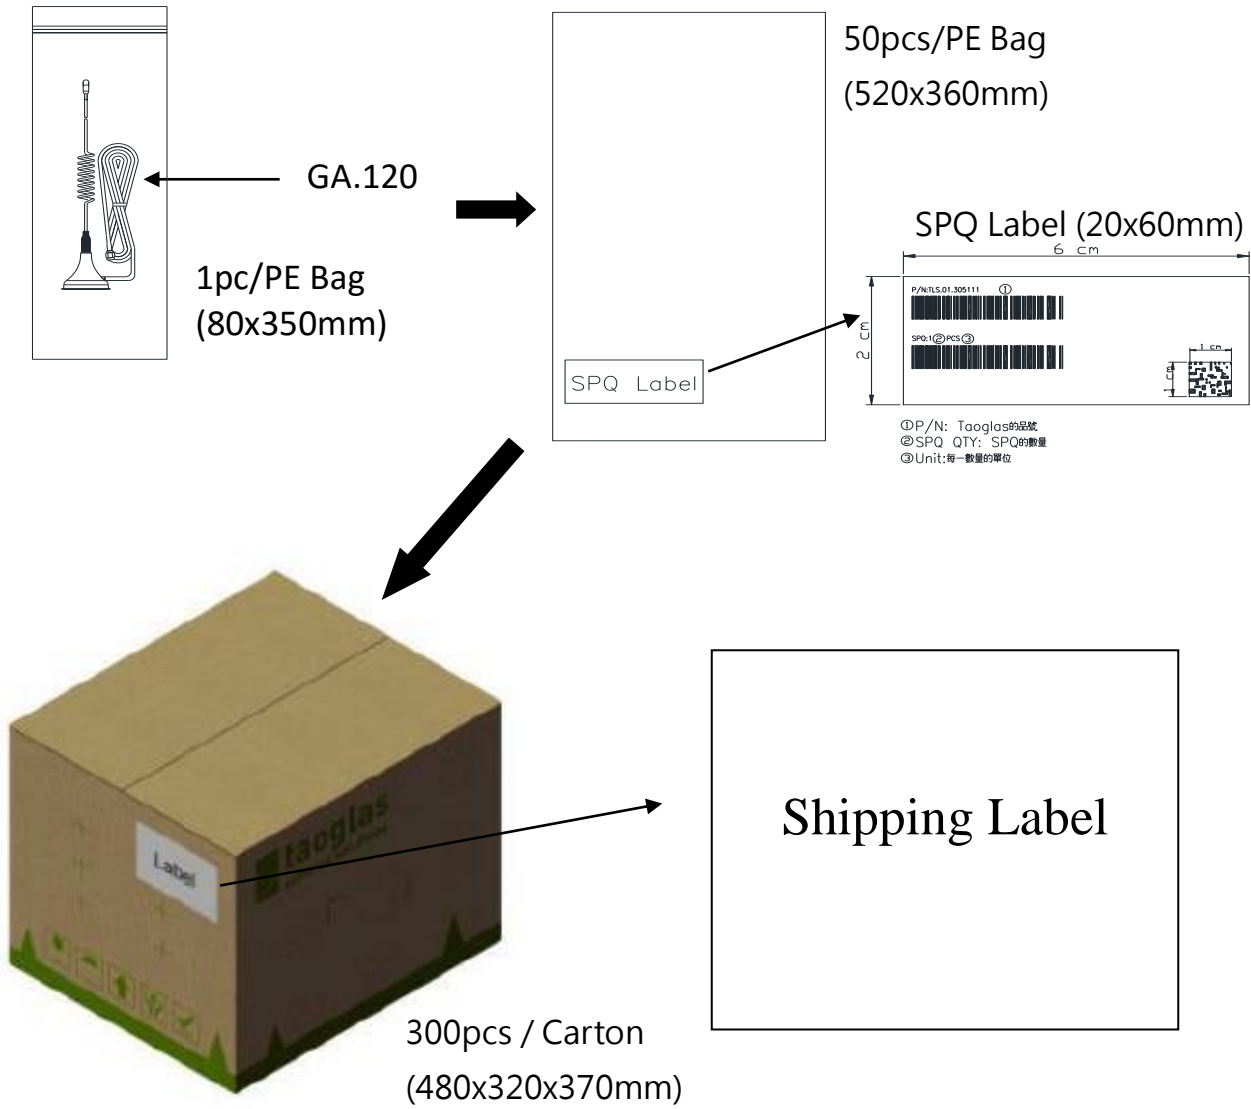 GA.120
1pc/PE Bag
(80x350mm)
50pcs/PE Bag
(520x360mm)
SPQ Label
SPQ Label (20x60mm)
6 cm
2 cm
P/N:TLS.01.305111 ①
SPQ:1②PCS③
1 cm
1 cm
①P/N: Taoglas的品號
②SPQ QTY: SPQ的數量
③Unit:每一數量的單位
taoglas
Label
Shipping Label
300pcs / Carton
(480x320x370mm)